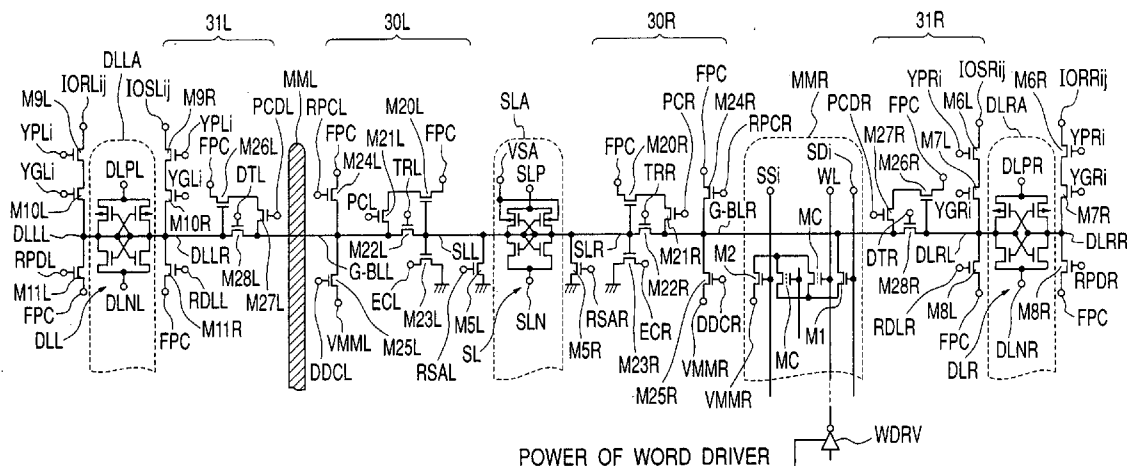 31L
30L
30R
31R
DLLA
IORLij
IOSLij
M9L
M9R
PCDL
MML
RPCL
M20L
SLA
FPC
M24R
PCR
MMR
YPRi
IOSRij
M6L
M6R
IORRij
YPLi
YPLi
FPC
M26L
FPC
M24L
M21L
TRL
FPC
VSA
SLP
FPC
M20R
TRR
RPCR
SDi
PCDR
M27R
FPC
M26R
M7L
DLRA
YPRi
YGLi
DLPL
YGLi
DTL
PCL
G-BLR
SSi
WL
MC
DLPR
YGRi
M10L
M10R
YGRi
M7R
DLLL
DLLR
M28L
M27L
G-BLL
M22L
SLL
SLR
M21R
M22R
M2
DTR
M28R
DRLL
DLRR
RPDL
M11L
FPC
DLL
DLNL
RDLL
M11R
FPC
DDCL
VMML
M25L
ECL
M23L
RSAL
M5L
SL
SLN
M5R
RSAR
ECR
M23R
DDCR
M25R
VMMR
VMMR
MC
M1
RDLR
M8L
FPC
DLR
DLNR
M8R
RPDR
FPC
POWER OF WORD DRIVER
WDRV